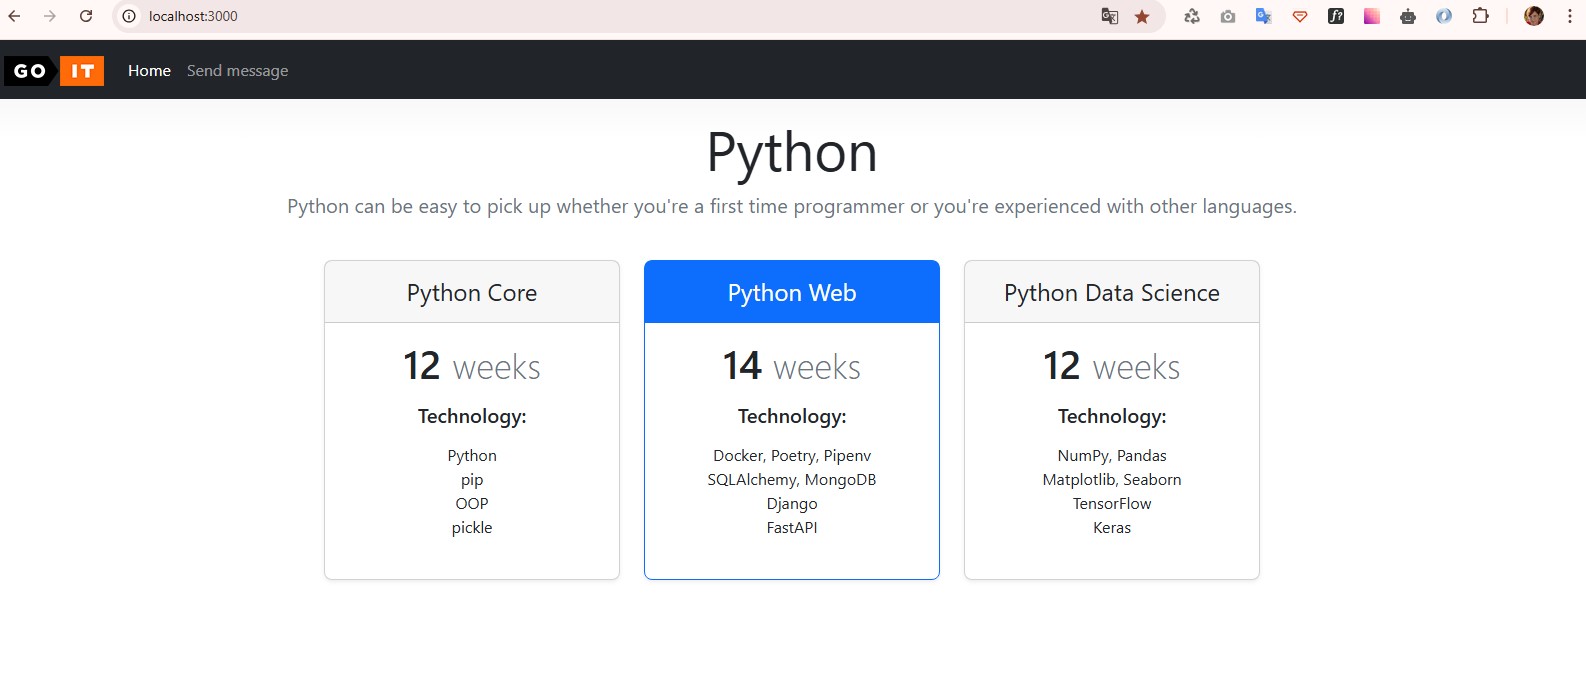 localhost:3000
GO IT Home Send message
Python
Python can be easy to pick up whether you're a first time programmer or you're experienced with other languages.
Python Core
12 weeks
Technology:
Python
pip
OOP
pickle
Python Web
14 weeks
Technology:
Docker, Poetry, Pipenv
SQLAlchemy, MongoDB
Django
FastAPI
Python Data Science
12 weeks
Technology:
NumPy, Pandas
Matplotlib, Seaborn
TensorFlow
Keras